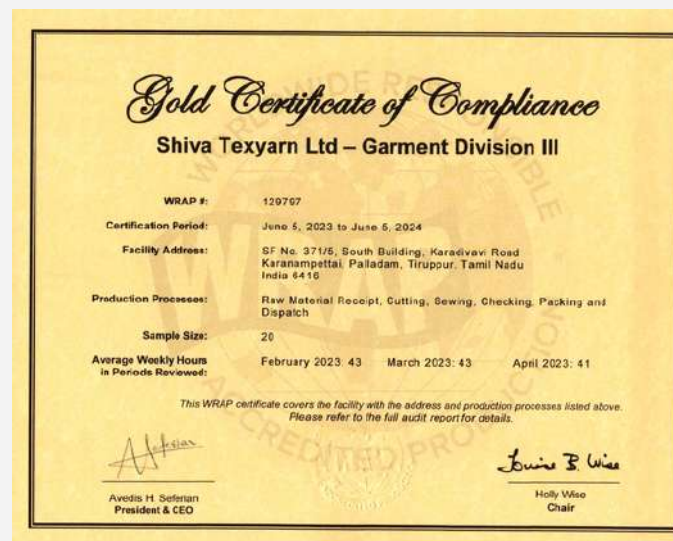 Gold Certificate of Compliance
Shiva Texyarn Ltd – Garment Division III
WRAP #: 129797
Certification Period: June 5, 2023 to June 5, 2024
Facility Address: SF No. 371/5, South Building, Karadivavi Road
Karanampettai, Palladam, Tiruppur, Tamil Nadu
India 6416
Production Processes: Raw Material Receipt, Cutting, Sewing, Checking, Packing and
Dispatch
Sample Size: 20
Average Weekly Hours
in Periods Reviewed: February 2023: 43 March 2023: 43 April 2023: 41
This WRAP certificate covers the facility with the address and production processes listed above.
Please refer to the full audit report for details.
WORLDWIDE RESPONSIBLE
WRAP
ACCREDITED PRODUCTION
Avedis H. Seferian
President & CEO
Holly Wise
Chair